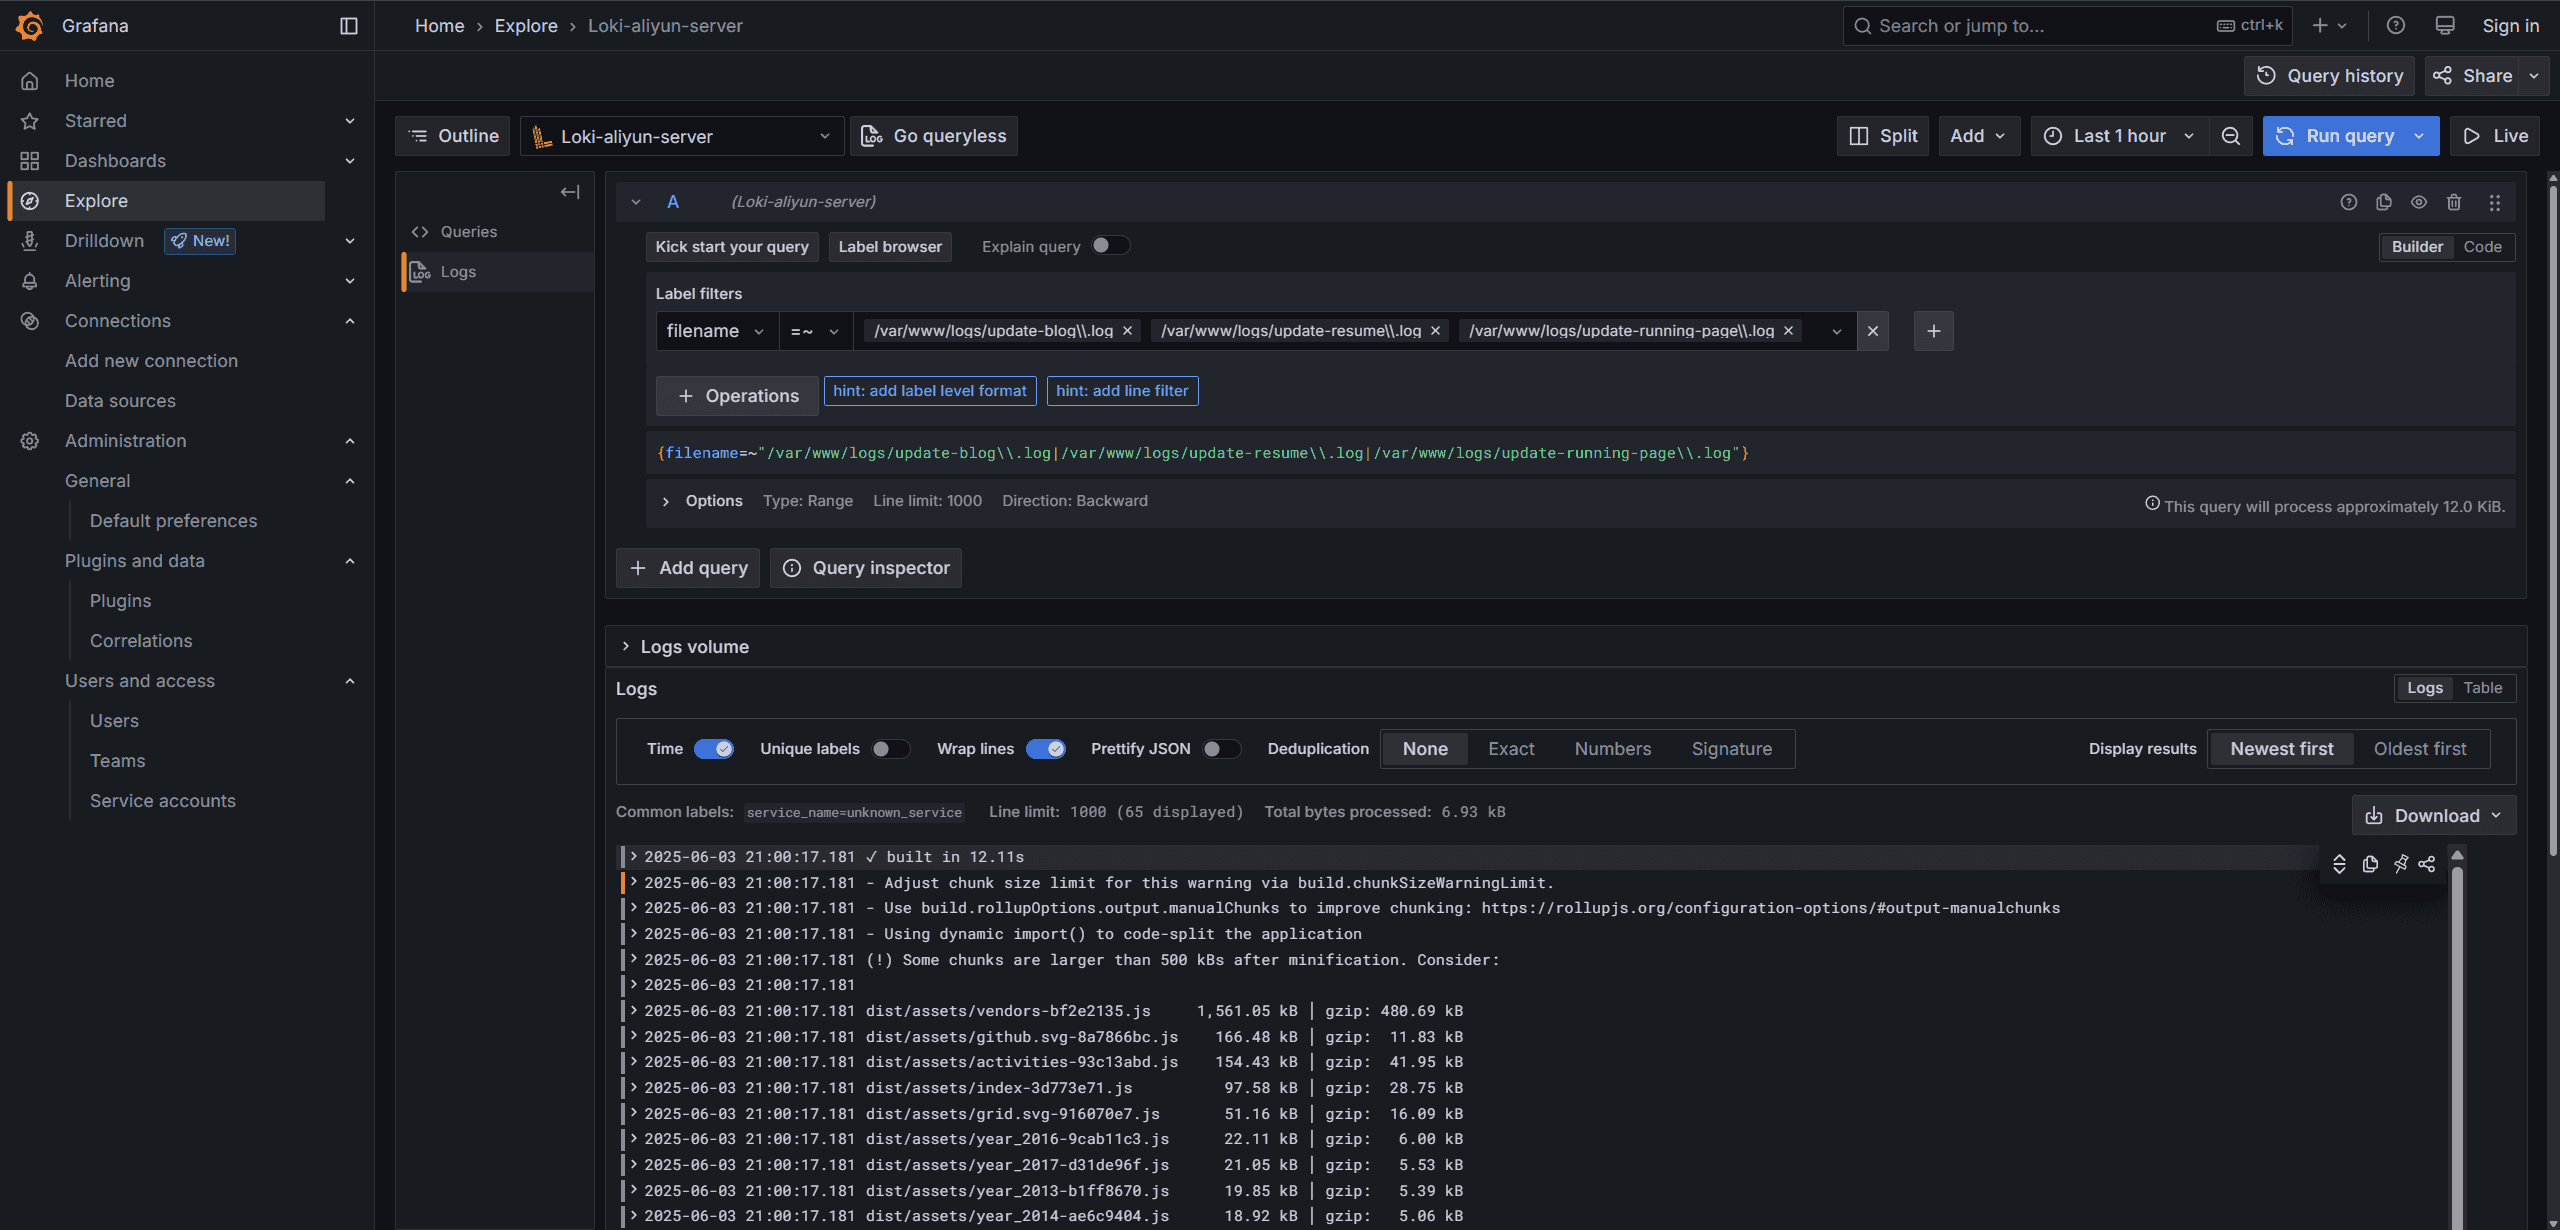 Grafana
Home › Explore › Loki-aliyun-server
Search or jump to... ctrl+k
Sign in
Home
Starred
Dashboards
Explore
Drilldown New!
Alerting
Connections
Add new connection
Data sources
Administration
General
Default preferences
Plugins and data
Plugins
Correlations
Users and access
Users
Teams
Service accounts
Query history Share
Outline Loki-aliyun-server Go queryless Split Add Last 1 hour Run query Live
Queries
Logs
A (Loki-aliyun-server)
Kick start your query Label browser Explain query Builder Code
Label filters
filename =~ /var/www/logs/update-blog\\.log /var/www/logs/update-resume\\.log /var/www/logs/update-running-page\\.log
+ Operations hint: add label level format hint: add line filter
{filename=~"/var/www/logs/update-blog\\.log|/var/www/logs/update-resume\\.log|/var/www/logs/update-running-page\\.log"}
Options Type: Range Line limit: 1000 Direction: Backward This query will process approximately 12.0 KiB.
+ Add query Query inspector
Logs volume
Logs Logs Table
Time Unique labels Wrap lines Prettify JSON Deduplication None Exact Numbers Signature Display results Newest first Oldest first
Common labels: service_name=unknown_service Line limit: 1000 (65 displayed) Total bytes processed: 6.93 kB
Download
LOG
LOG
2025-06-03 21:00:17.181 ✓ built in 12.11s
2025-06-03 21:00:17.181 - Adjust chunk size limit for this warning via build.chunkSizeWarningLimit.
2025-06-03 21:00:17.181 - Use build.rollupOptions.output.manualChunks to improve chunking: https://rollupjs.org/configuration-options/#output-manualchunks
2025-06-03 21:00:17.181 - Using dynamic import() to code-split the application
2025-06-03 21:00:17.181 (!) Some chunks are larger than 500 kBs after minification. Consider:
2025-06-03 21:00:17.181
2025-06-03 21:00:17.181 dist/assets/vendors-bf2e2135.js 1,561.05 kB │ gzip: 480.69 kB
2025-06-03 21:00:17.181 dist/assets/github.svg-8a7866bc.js 166.48 kB │ gzip: 11.83 kB
2025-06-03 21:00:17.181 dist/assets/activities-93c13abd.js 154.43 kB │ gzip: 41.95 kB
2025-06-03 21:00:17.181 dist/assets/index-3d773e71.js 97.58 kB │ gzip: 28.75 kB
2025-06-03 21:00:17.181 dist/assets/grid.svg-916070e7.js 51.16 kB │ gzip: 16.09 kB
2025-06-03 21:00:17.181 dist/assets/year_2016-9cab11c3.js 22.11 kB │ gzip: 6.00 kB
2025-06-03 21:00:17.181 dist/assets/year_2017-d31de96f.js 21.05 kB │ gzip: 5.53 kB
2025-06-03 21:00:17.181 dist/assets/year_2013-b1ff8670.js 19.85 kB │ gzip: 5.39 kB
2025-06-03 21:00:17.181 dist/assets/year_2014-ae6c9404.js 18.92 kB │ gzip: 5.06 kB